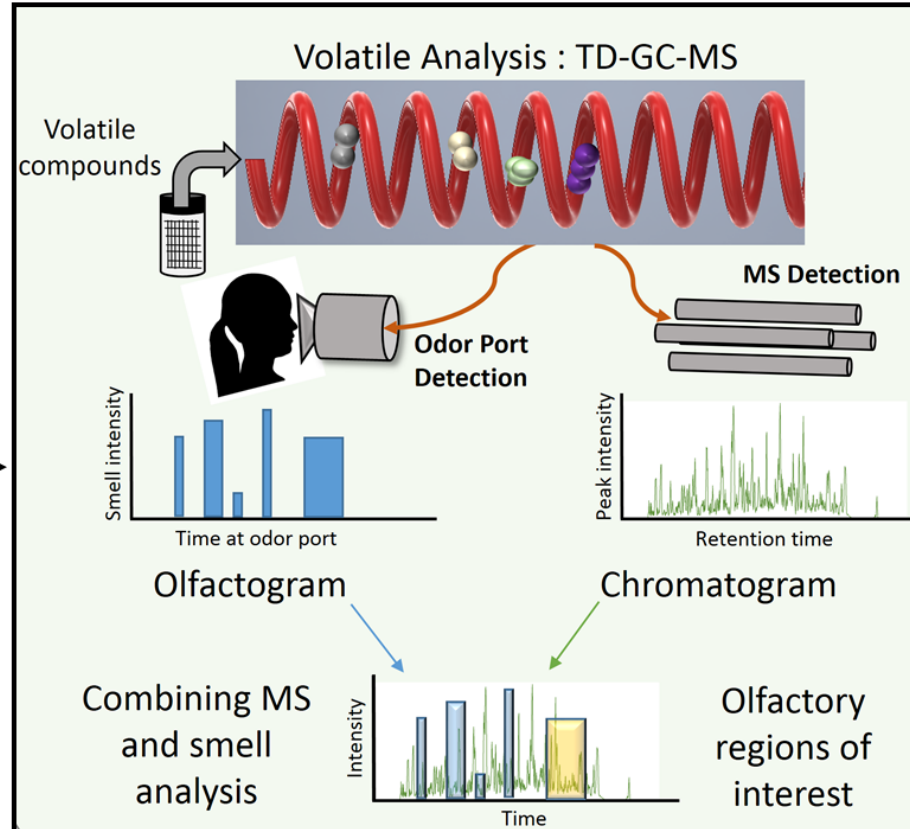 Volatile Analysis : TD-GC-MS
Volatile
compounds
MS Detection
Odor Port
Detection
Smell intensity
Time at odor port
Peak intensity
Retention time
Olfactogram
Chromatogram
Combining MS
and smell
analysis
Intensity
Time
Olfactory
regions of
interest